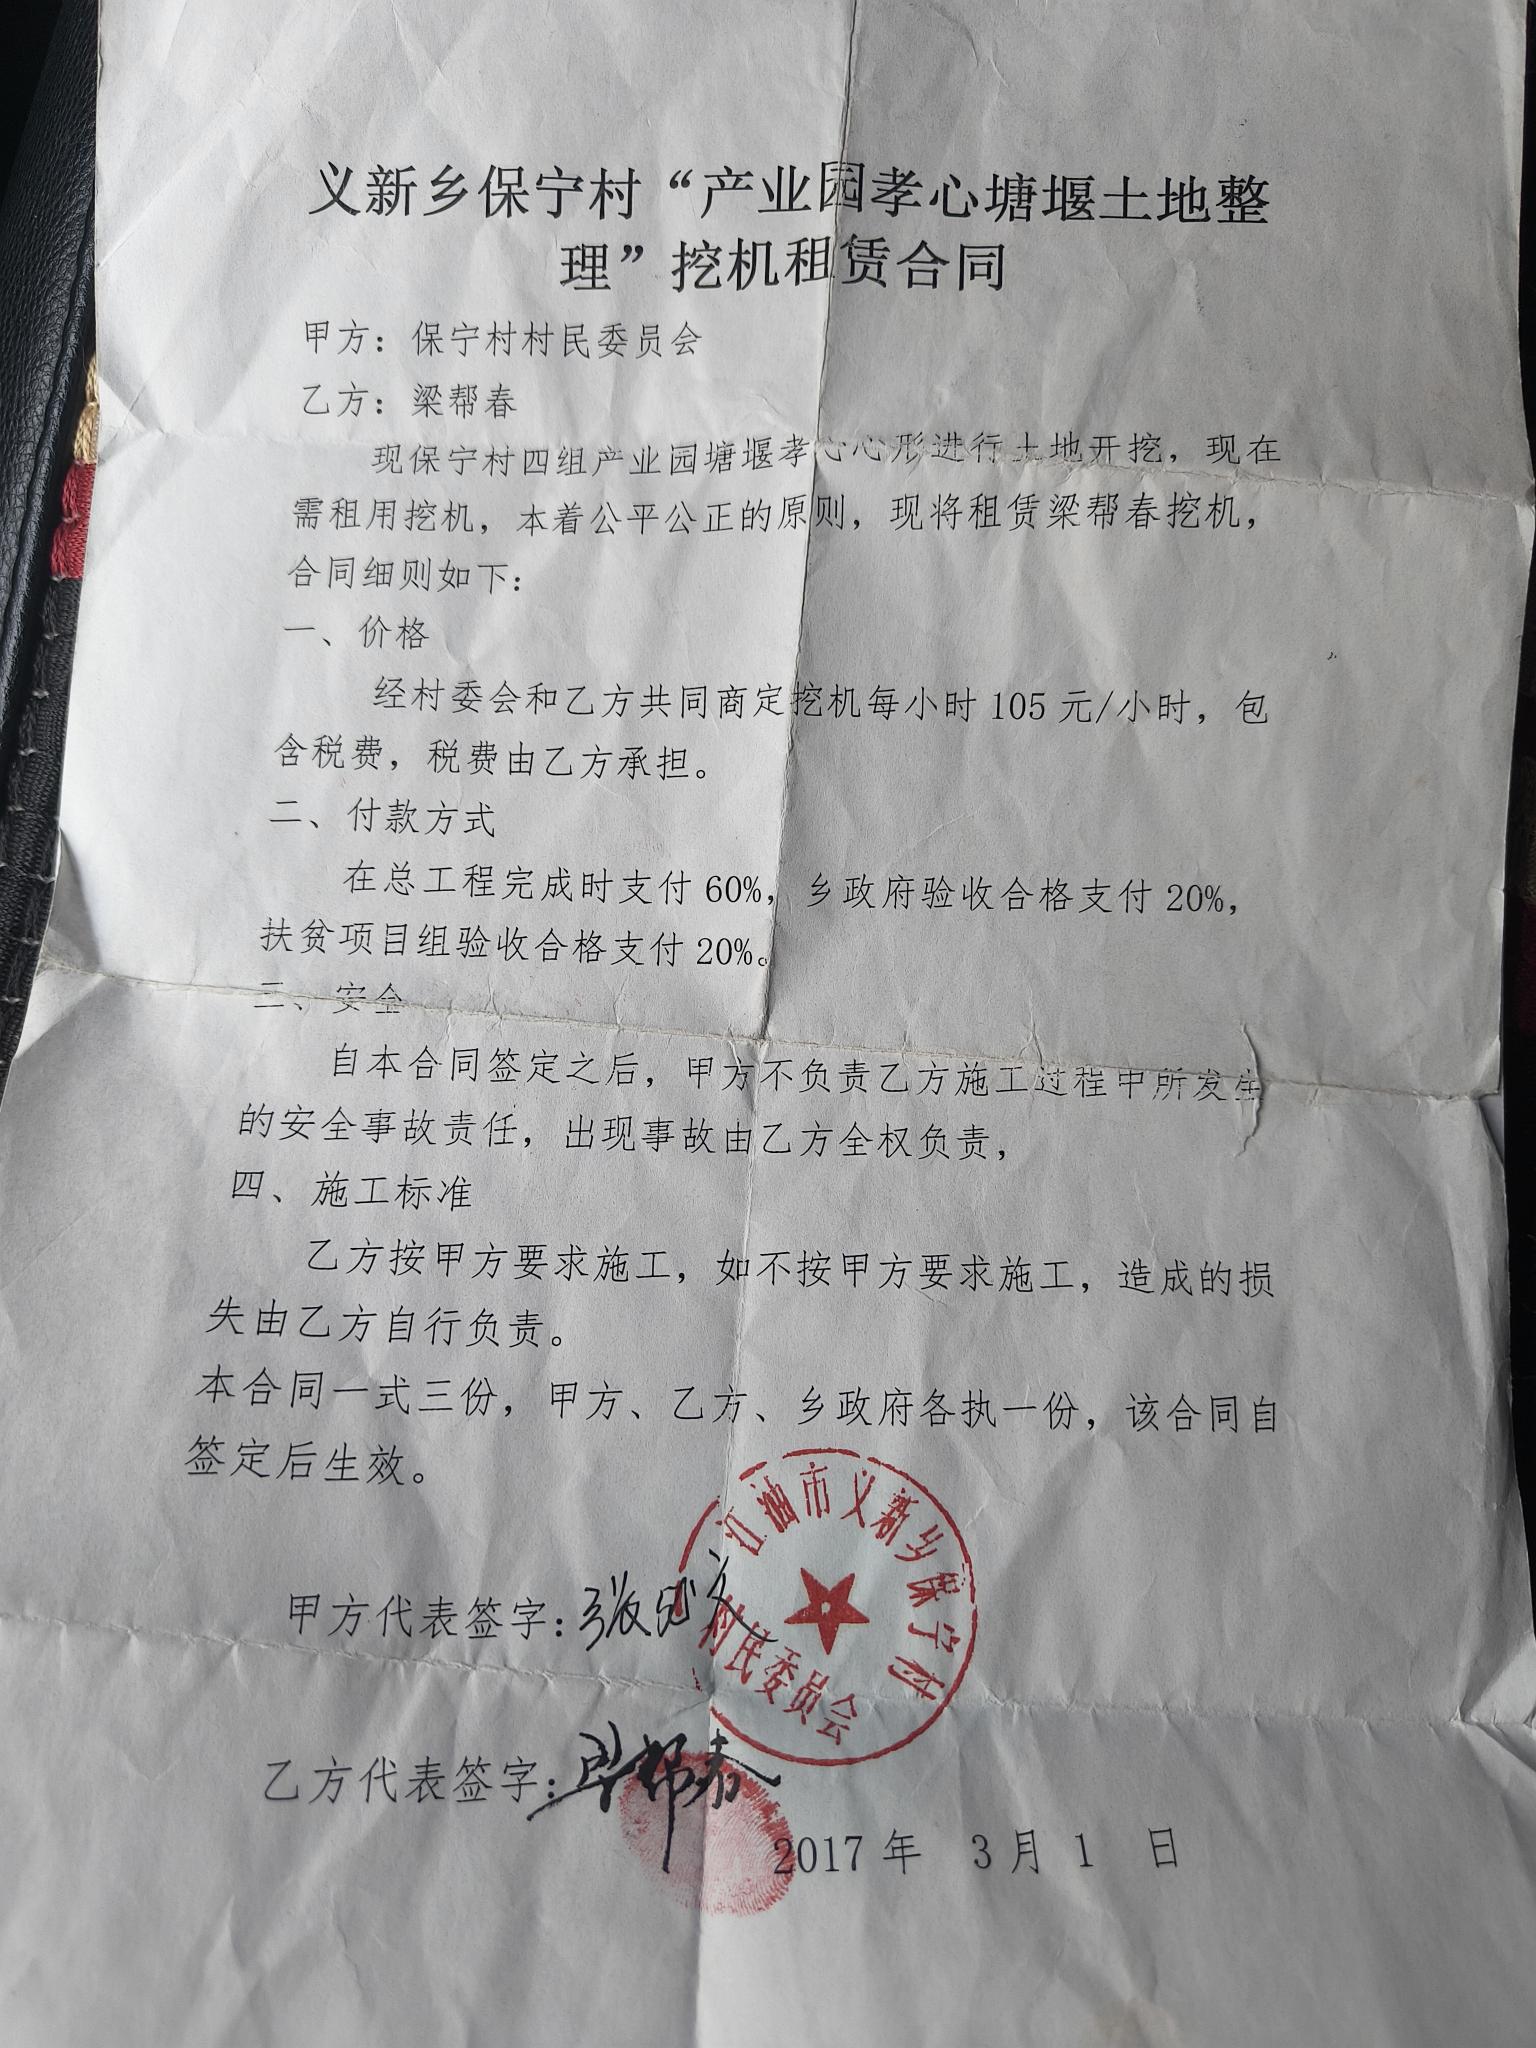 义新乡保宁村“产业园孝心塘堰土地整
理”挖机租赁合同
甲方：保宁村村民委员会
乙方：梁帮春
现保宁村四组产业园塘堰孝心心形进行土地开挖，现在
需租用挖机，本着公平公正的原则，现将租赁梁帮春挖机，
合同细则如下：
一、价格
经村委会和乙方共同商定挖机每小时105元/小时，包
含税费，税费由乙方承担。
二、付款方式
在总工程完成时支付60%，乡政府验收合格支付20%，
扶贫项目组验收合格支付20%。
三、安全
自本合同签定之后，甲方不负责乙方施工过程中所发生
的安全事故责任，出现事故由乙方全权负责，
四、施工标准
乙方按甲方要求施工，如不按甲方要求施工，造成的损
失由乙方自行负责。
本合同一式三份，甲方、乙方、乡政府各执一份，该合同自
签定后生效。
江油市义新乡保宁村
村民委员会
甲方代表签字：张 文
乙方代表签字： 帮春
2017年 3月 1 日